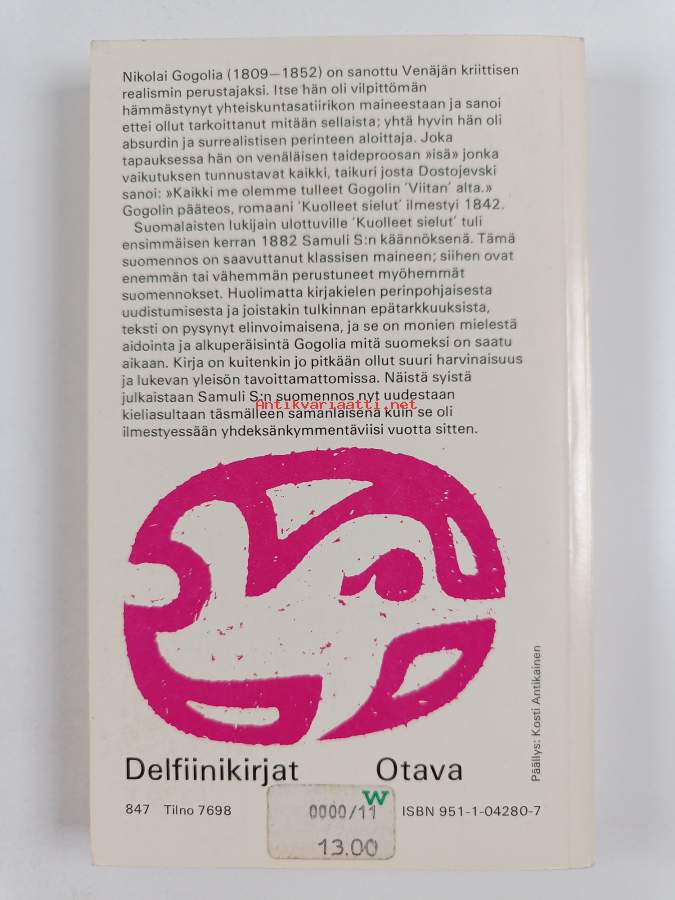 Nikolai Gogolia (1809—1852) on sanottu Venäjän kriittisen
realismin perustajaksi. Itse hän oli vilpittömän
hämmästynyt yhteiskuntasatiirikon maineestaan ja sanoi
ettei ollut tarkoittanut mitään sellaista; yhtä hyvin hän oli
absurdin ja surrealistisen perinteen aloittaja. Joka
tapauksessa hän on venäläisen taideproosan »isä» jonka
vaikutuksen tunnustavat kaikki, taikuri josta Dostojevski
sanoi: »Kaikki me olemme tulleet Gogolin 'Viitan' alta.»
Gogolin pääteos, romaani 'Kuolleet sielut' ilmestyi 1842.
Suomalaisten lukijain ulottuville 'Kuolleet sielut' tuli
ensimmäisen kerran 1882 Samuli S:n käännöksenä. Tämä
suomennos on saavuttanut klassisen maineen; siihen ovat
enemmän tai vähemmän perustuneet myöhemmät
suomennokset. Huolimatta kirjakielen perinpohjaisesta
uudistumisesta ja joistakin tulkinnan epätarkkuuksista,
teksti on pysynyt elinvoimaisena, ja se on monien mielestä
aidointa ja alkuperäisintä Gogolia mitä suomeksi on saatu
aikaan. Kirja on kuitenkin jo pitkään ollut suuri harvinaisuus
ja lukevan yleisön tavoittamattomissa. Näistä syistä
julkaistaan Samuli S:n suomennos nyt uudestaan
Antikvariaatti.net
kieliasultaan täsmälleen samanlaisena kuin se oli
ilmestyessään yhdeksänkymmentäviisi vuotta sitten.
Päällys: Kosti Antikainen
Delfiinikirjat Otava
847 Tilno 7698
W
0000/11
13.00
ISBN 951-1-04280-7